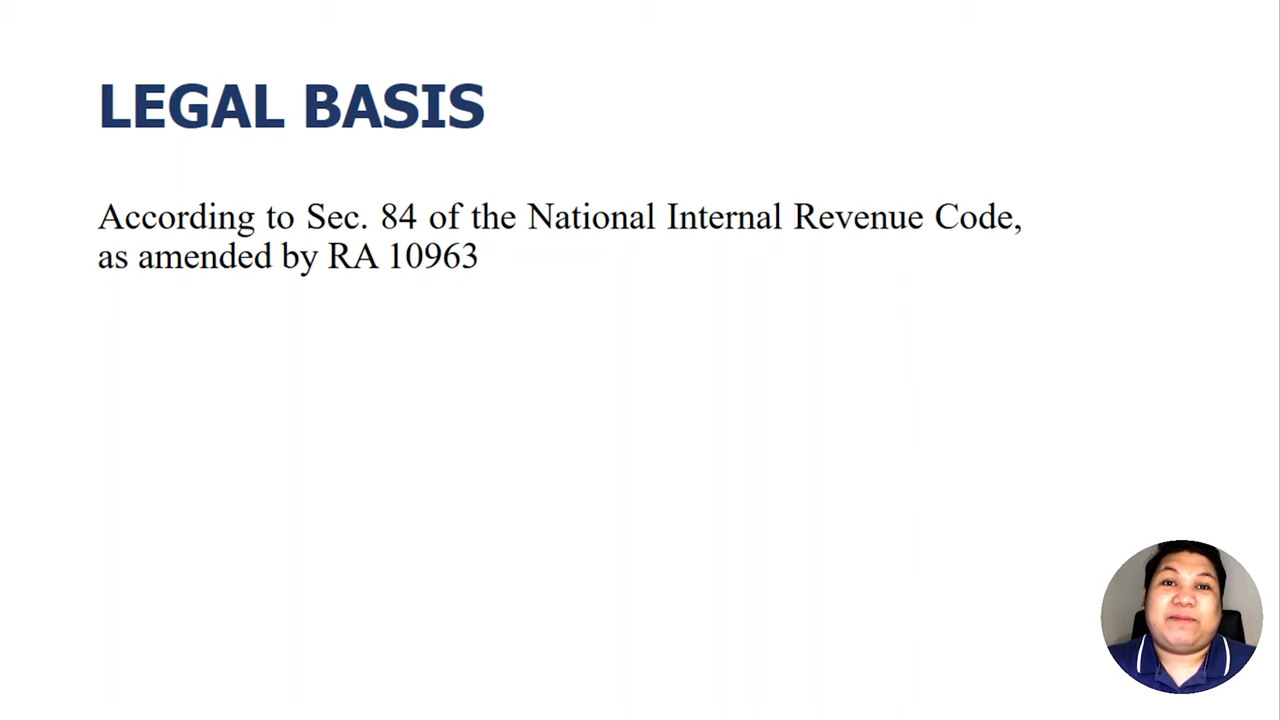 LEGAL BASIS
According to Sec. 84 of the National Internal Revenue Code,
as amended by RA 10963